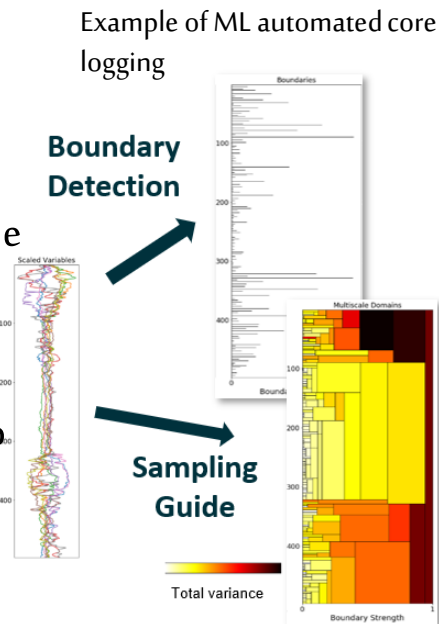 Example of ML automated core
logging
Boundaries
Boundary
Detection
100
200
300
400
0
e
Scaled Variables
100
200
400
Multiscale Domains
100
200
300
400
0
1
Boundary Strength
Sampling
Guide
Total variance